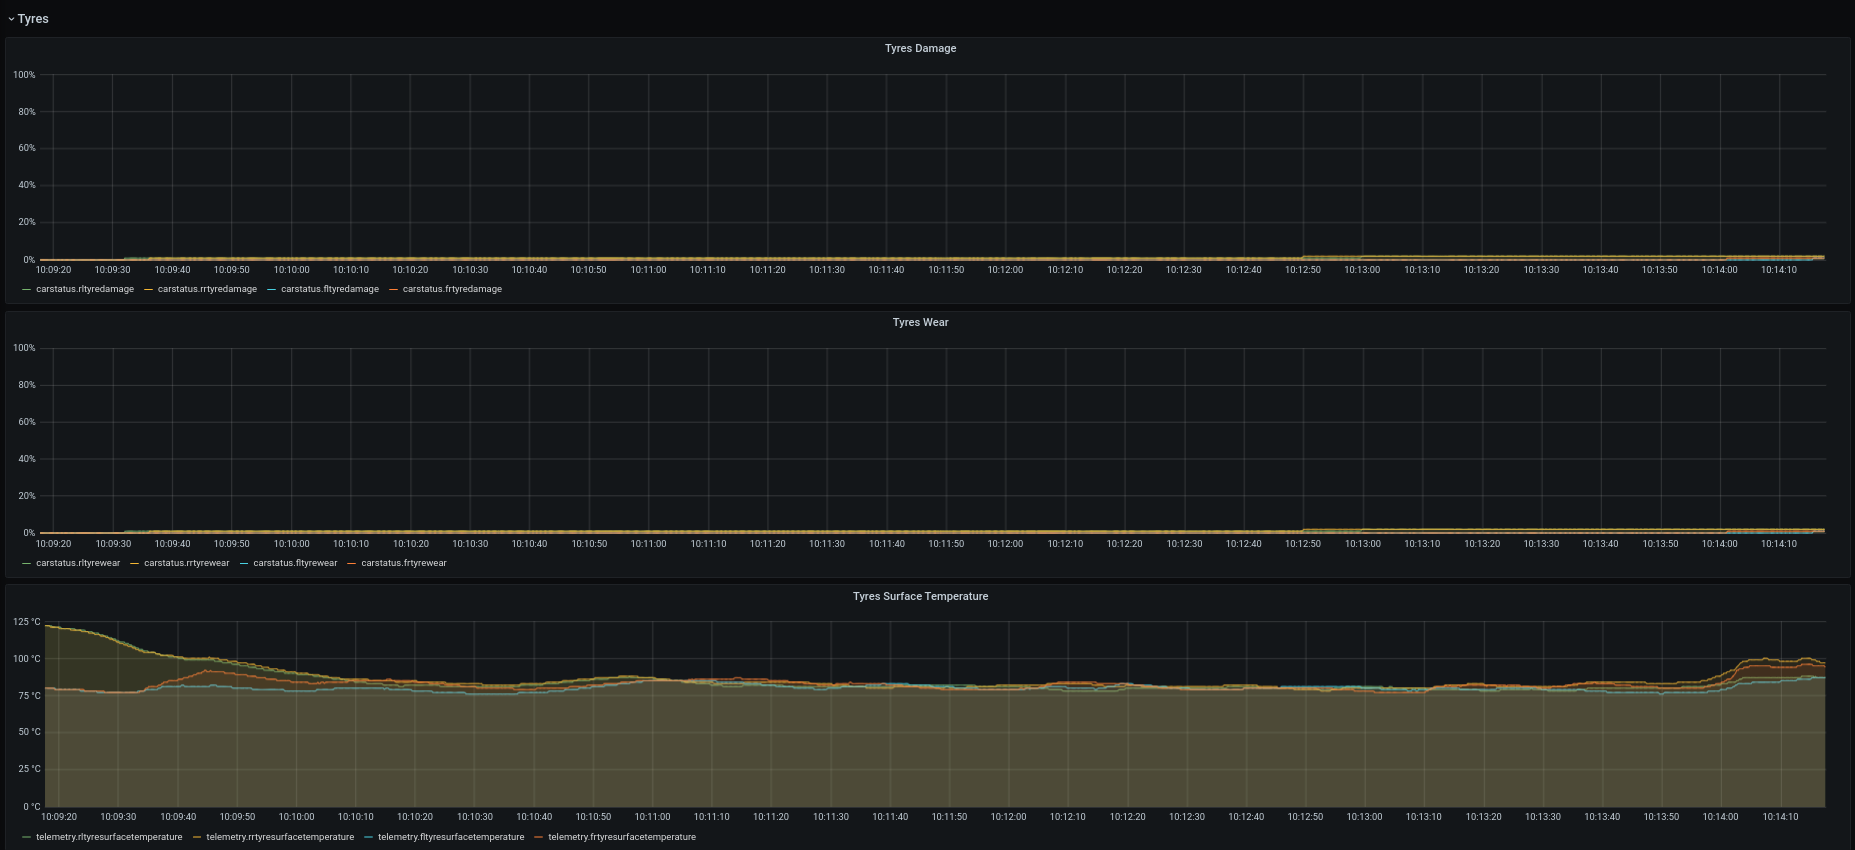 Tyres
Tyres Damage
100%
80%
60%
40%
20%
0%
10:09:20 10:09:30 10:09:40 10:09:50 10:10:00 10:10:10 10:10:20 10:10:30 10:10:40 10:10:50 10:11:00 10:11:10 10:11:20 10:11:30 10:11:40 10:11:50 10:12:00 10:12:10 10:12:20 10:12:30 10:12:40 10:12:50 10:13:00 10:13:10 10:13:20 10:13:30 10:13:40 10:13:50 10:14:00 10:14:10
carstatus.rltyredamage carstatus.rrtyredamage carstatus.fltyredamage carstatus.frtyredamage
Tyres Wear
100%
80%
60%
40%
20%
0%
10:09:20 10:09:30 10:09:40 10:09:50 10:10:00 10:10:10 10:10:20 10:10:30 10:10:40 10:10:50 10:11:00 10:11:10 10:11:20 10:11:30 10:11:40 10:11:50 10:12:00 10:12:10 10:12:20 10:12:30 10:12:40 10:12:50 10:13:00 10:13:10 10:13:20 10:13:30 10:13:40 10:13:50 10:14:00 10:14:10
carstatus.rltyrewear carstatus.rrtyrewear carstatus.fltyrewear carstatus.frtyrewear
Tyres Surface Temperature
125 °C
100 °C
75 °C
50 °C
25 °C
0 °C
10:09:20 10:09:30 10:09:40 10:09:50 10:10:00 10:10:10 10:10:20 10:10:30 10:10:40 10:10:50 10:11:00 10:11:10 10:11:20 10:11:30 10:11:40 10:11:50 10:12:00 10:12:10 10:12:20 10:12:30 10:12:40 10:12:50 10:13:00 10:13:10 10:13:20 10:13:30 10:13:40 10:13:50 10:14:00 10:14:10
telemetry.rltyresurfacetemperature telemetry.rrtyresurfacetemperature telemetry.fltyresurfacetemperature telemetry.frtyresurfacetemperature